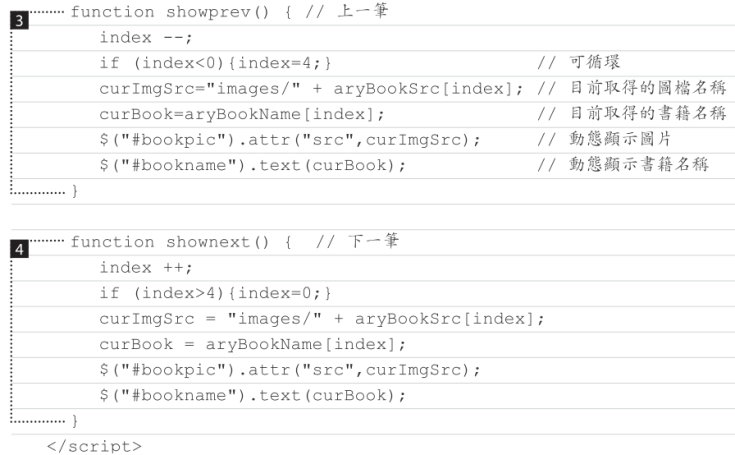 3 function showprev() { // 上一筆
index --;
if (index<0){index=4;} // 可循環
curImgSrc="images/" + aryBookSrc[index]; // 目前取得的圖檔名稱
curBook=aryBookName[index]; // 目前取得的書籍名稱
$("#bookpic").attr("src",curImgSrc); // 動態顯示圖片
$("#bookname").text(curBook); // 動態顯示書籍名稱
}
4 function shownext() { // 下一筆
index ++;
if (index>4){index=0;}
curImgSrc = "images/" + aryBookSrc[index];
curBook = aryBookName[index];
$("#bookpic").attr("src",curImgSrc);
$("#bookname").text(curBook);
}
</script>